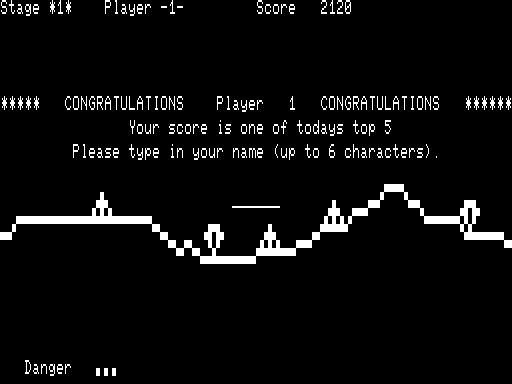 Stage *1* Player -1- Score 2120
***** CONGRATULATIONS Player 1 CONGRATULATIONS ******
Your score is one of todays top 5
Please type in your name (up to 6 characters).
Danger